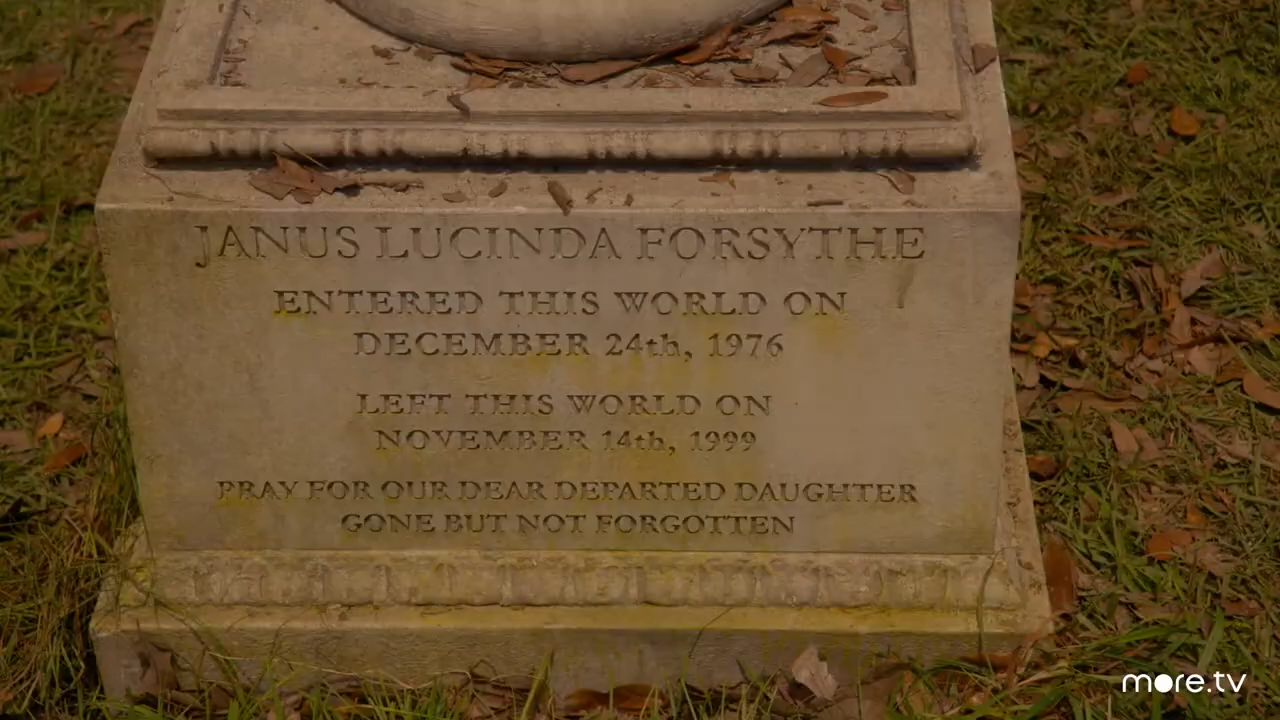 JANUS LUCINDA FORSYTHE
ENTERED THIS WORLD ON
DECEMBER 24th, 1976
LEFT THIS WORLD ON
NOVEMBER 14th, 1999
PRAY FOR OUR DEAR DEPARTED DAUGHTER
GONE BUT NOT FORGOTTEN
more.tv